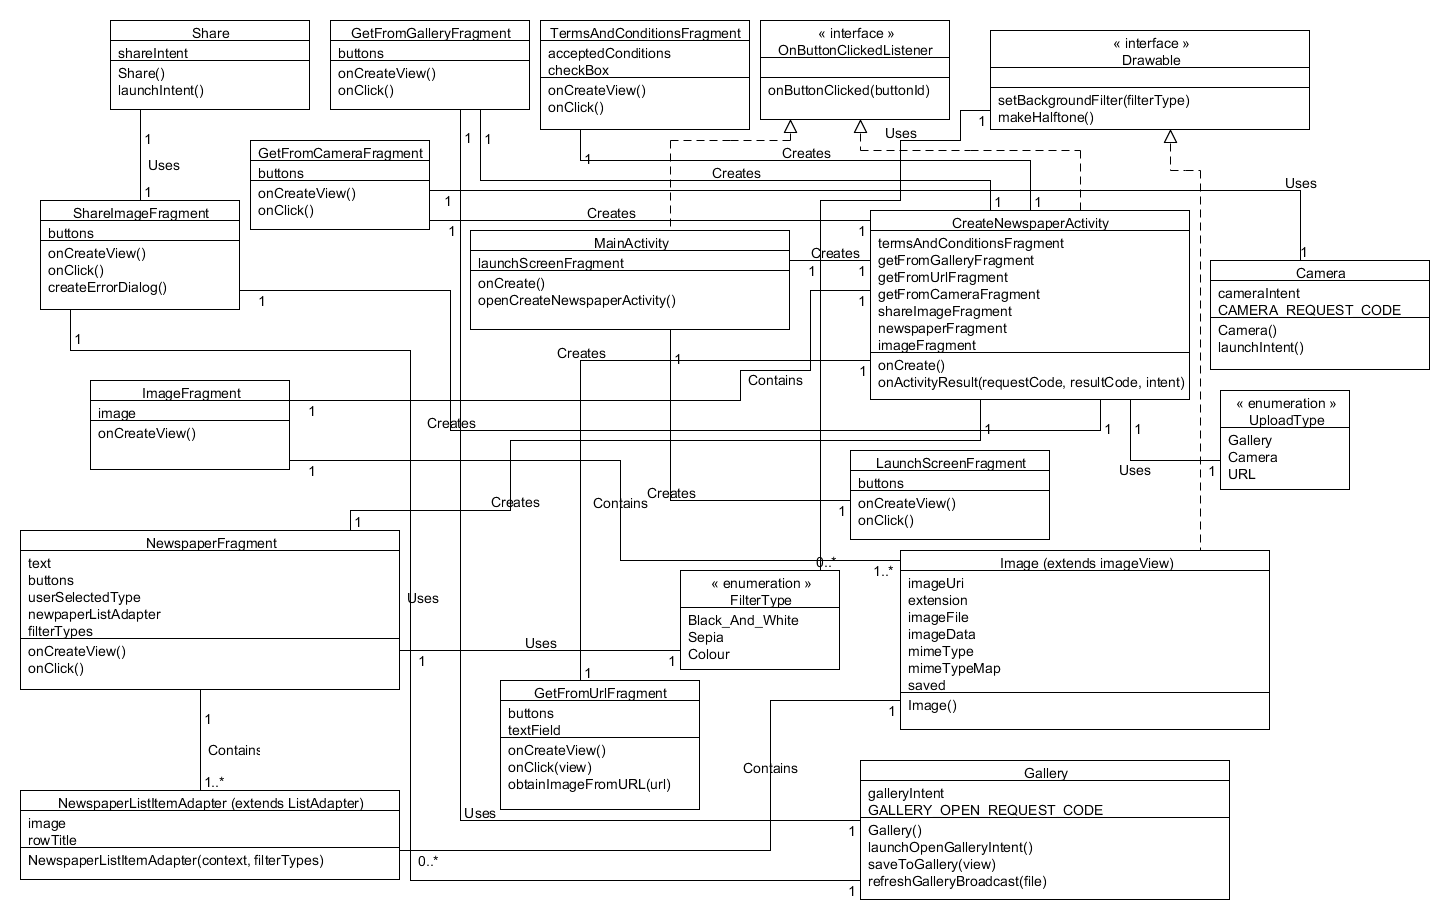 Share
shareIntent
Share()
launchIntent()
GetFromGalleryFragment
buttons
onCreateView()
onClick()
TermsAndConditionsFragment
acceptedConditions
checkBox
onCreateView()
onClick()
« interface »
OnButtonClickedListener
onButtonClicked(buttonId)
« interface »
Drawable
setBackgroundFilter(filterType)
makeHalftone()
1
Uses
1
1
1
1
Creates
Creates
Uses
1
Uses
1
GetFromCameraFragment
buttons
onCreateView()
onClick()
1
1
Creates
1
1
1
ShareImageFragment
buttons
onCreateView()
onClick()
createErrorDialog()
1
1
MainActivity
launchScreenFragment
onCreate()
openCreateNewspaperActivity()
Creates
1
1
1
1
CreateNewspaperActivity
termsAndConditionsFragment
getFromGalleryFragment
getFromUrlFragment
getFromCameraFragment
shareImageFragment
newspaperFragment
imageFragment
onCreate()
onActivityResult(requestCode, resultCode, intent)
Camera
cameraIntent
CAMERA_REQUEST_CODE
Camera()
launchIntent()
Creates
1
Contains
ImageFragment
image
onCreateView()
1
1
Creates
1
1
1
Uses
1
« enumeration »
UploadType
Gallery
Camera
URL
LaunchScreenFragment
buttons
onCreateView()
onClick()
Creates
1
Creates
Contains
1
0..*
1..*
NewspaperFragment
text
buttons
userSelectedType
newpaperListAdapter
filterTypes
onCreateView()
onClick()
Uses
1
Uses
1
« enumeration »
FilterType
Black_And_White
Sepia
Colour
Image (extends imageView)
imageUri
extension
imageFile
imageData
mimeType
mimeTypeMap
saved
Image()
1
1
GetFromUrlFragment
buttons
textField
onCreateView()
onClick(view)
obtainImageFromURL(url)
1
Contains
1..*
Contains
NewspaperListItemAdapter (extends ListAdapter)
image
rowTitle
NewspaperListItemAdapter(context, filterTypes)
0..*
Uses
1
1
Gallery
galleryIntent
GALLERY_OPEN_REQUEST_CODE
Gallery()
launchOpenGalleryIntent()
saveToGallery(view)
refreshGalleryBroadcast(file)